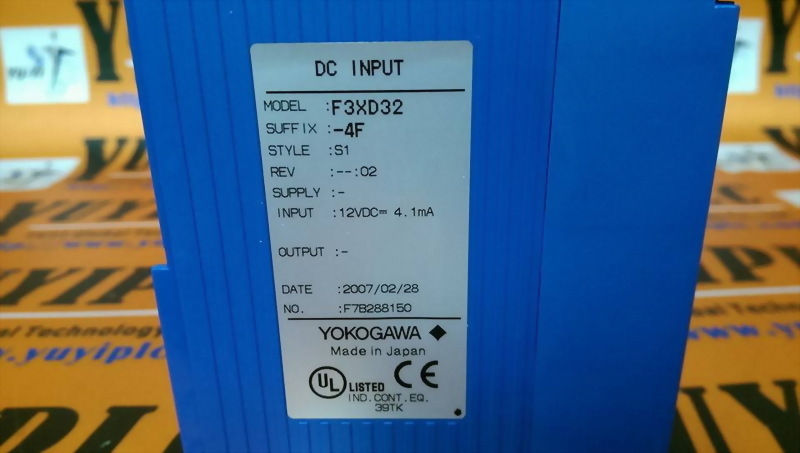 DC INPUT
MODEL :F3XD32
SUFFIX :-4F
STYLE :S1
REV :--:02
SUPPLY :-
INPUT :12VDC= 4.1mA
OUTPUT :-
DATE :2007/02/28
NO. :F7B288150
YOKOGAWA
Made in Japan
UL LISTED CE
IND. CONT. EQ.
39TK